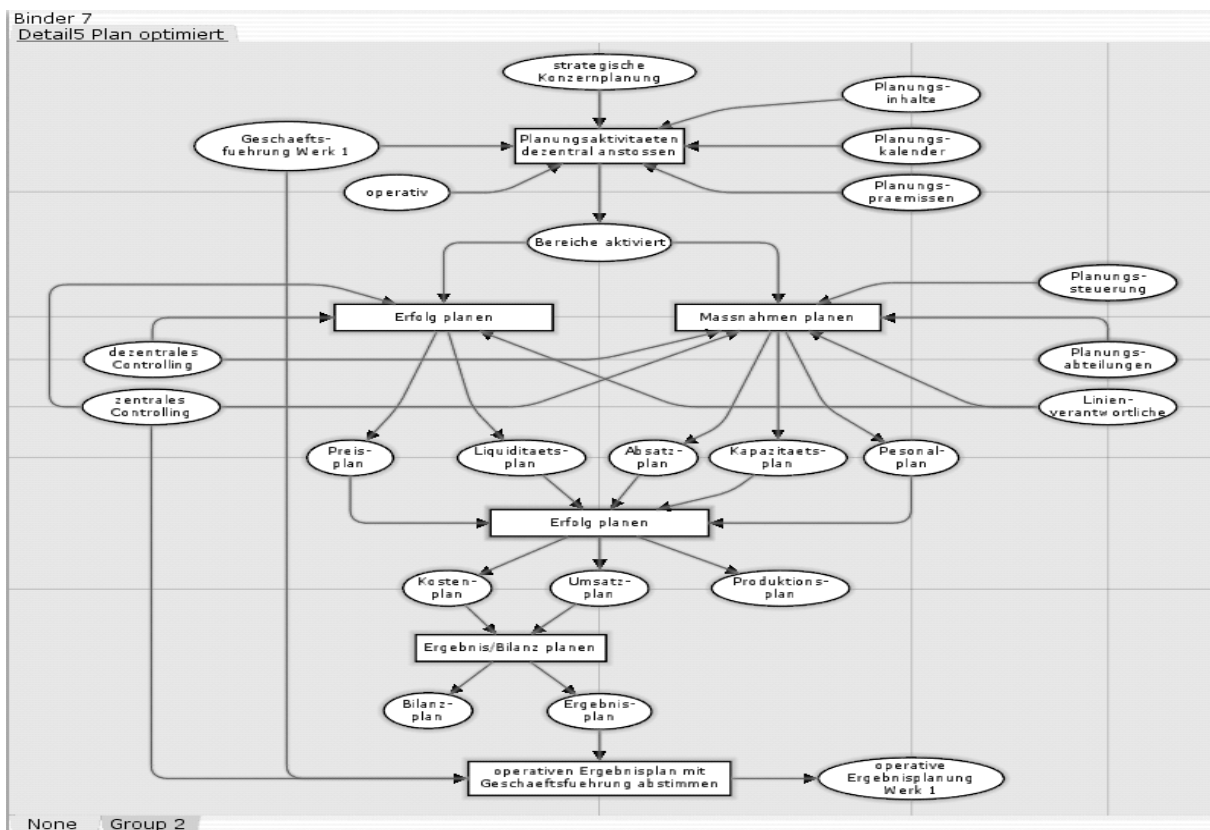 Binder 7
Detail5 Plan optimiert
strategische
Konzernplanung
Planungs-
inhalte
Geschaefts-
fuehrung Werk 1
Planungsaktivitaeten
dezentral anstossen
Planungs-
kalender
operativ
Planungs-
praemissen
Bereiche aktiviert
Planungs-
steuerung
Erfolg planen
Massnahmen planen
dezentrales
Controlling
Planungs-
abteilungen
zentrales
Controlling
Linien-
verantwortliche
Preis-
plan
Liquiditaets-
plan
Absatz-
plan
Kapazitaets-
plan
Pesonal-
plan
Erfolg planen
Kosten-
plan
Umsatz-
plan
Produktions-
plan
Ergebnis/Bilanz planen
Bilanz-
plan
Ergebnis-
plan
operativen Ergebnisplan mit
Geschaeftsfuehrung abstimmen
operative
Ergebnisplanung
Werk 1
None
Group 2